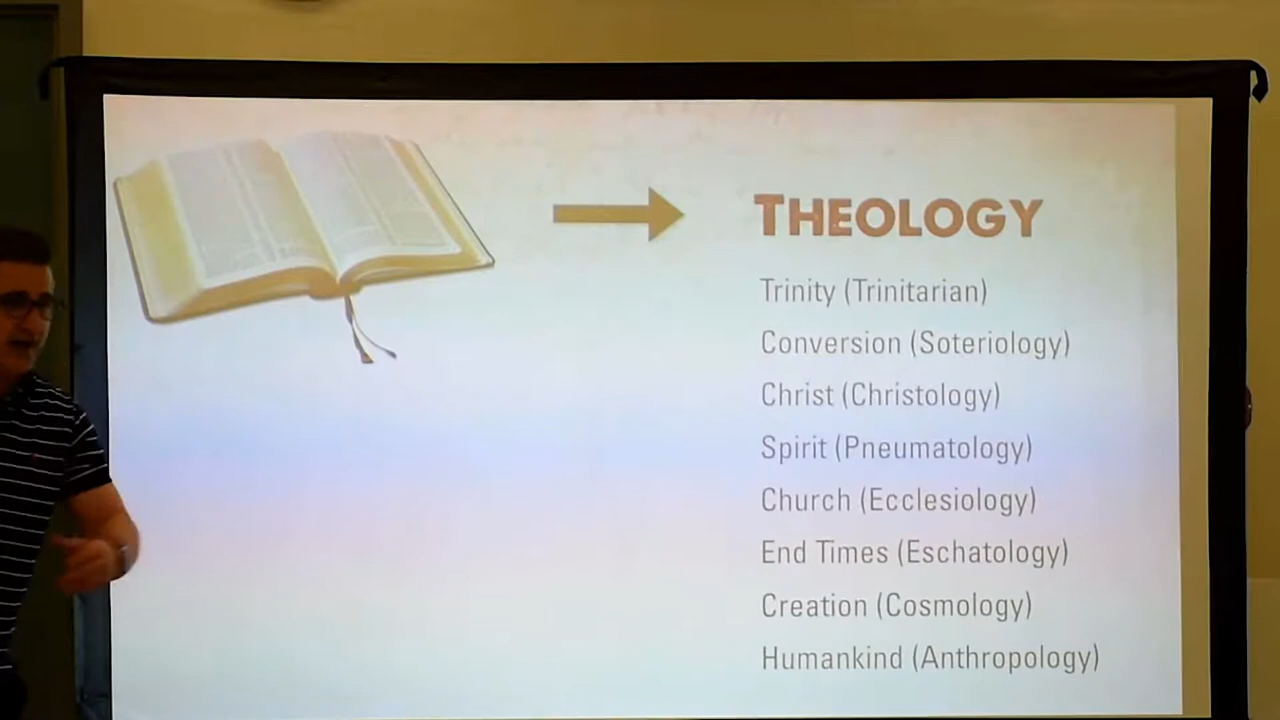 THEOLOGY
Trinity (Trinitarian)
Conversion (Soteriology)
Christ (Christology)
Spirit (Pneumatology)
Church (Ecclesiology)
End Times (Eschatology)
Creation (Cosmology)
Humankind (Anthropology)